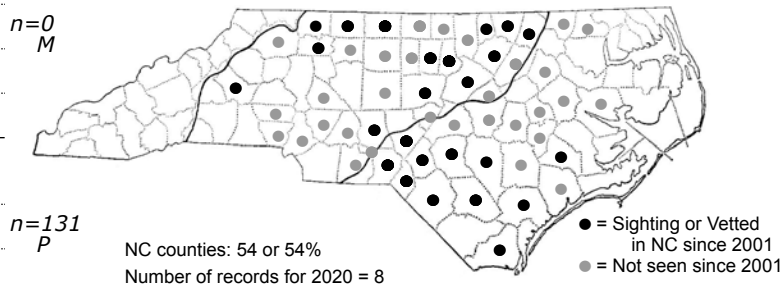 n=0
M
n=131
P
NC counties: 54 or 54%
Number of records for 2020 = 8
= Sighting or Vetted
in NC since 2001
= Not seen since 2001